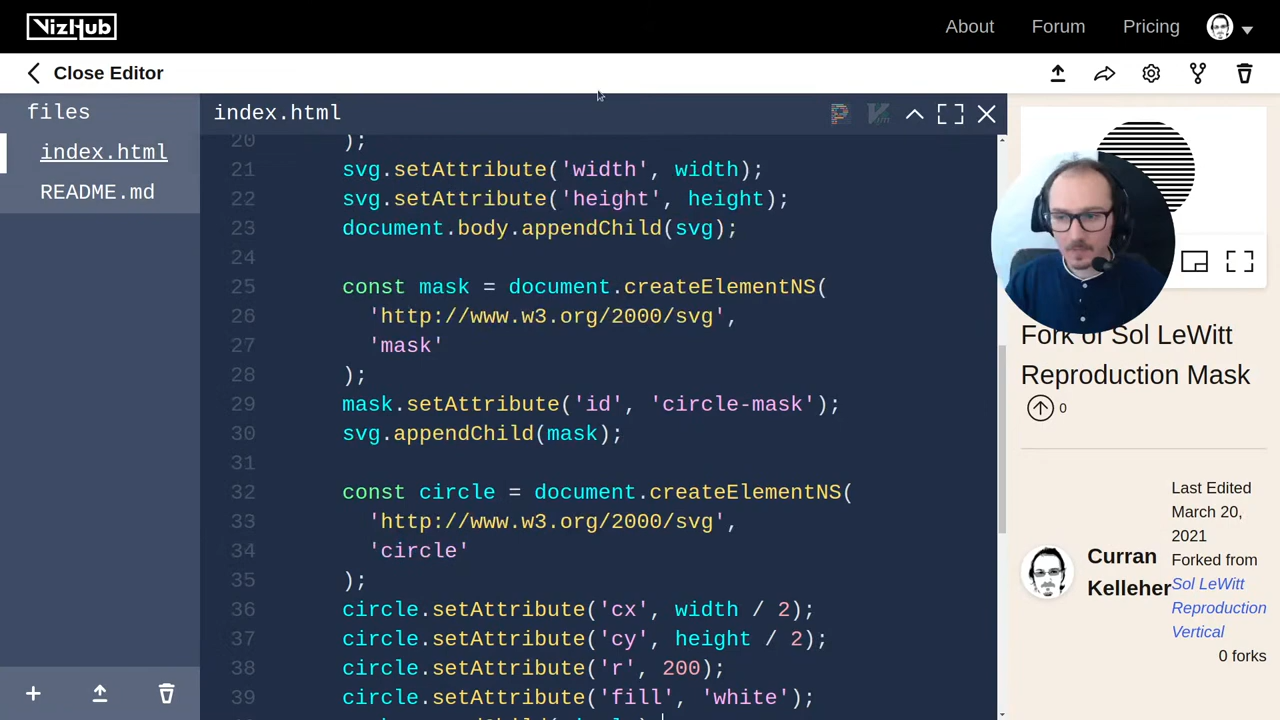 VizHub
About
Forum
Pricing
Close Editor
files
index.html
README.md
index.html
20 );
21 svg.setAttribute('width', width);
22 svg.setAttribute('height', height);
23 document.body.appendChild(svg);
24
25 const mask = document.createElementNS(
26 'http://www.w3.org/2000/svg',
27 'mask'
28 );
29 mask.setAttribute('id', 'circle-mask');
30 svg.appendChild(mask);
31
32 const circle = document.createElementNS(
33 'http://www.w3.org/2000/svg',
34 'circle'
35 );
36 circle.setAttribute('cx', width / 2);
37 circle.setAttribute('cy', height / 2);
38 circle.setAttribute('r', 200);
39 circle.setAttribute('fill', 'white');
Fork of Sol LeWitt
Reproduction Mask
0
Curran
Kelleher
Last Edited
March 20,
2021
Forked from
Sol LeWitt
Reproduction
Vertical
0 forks